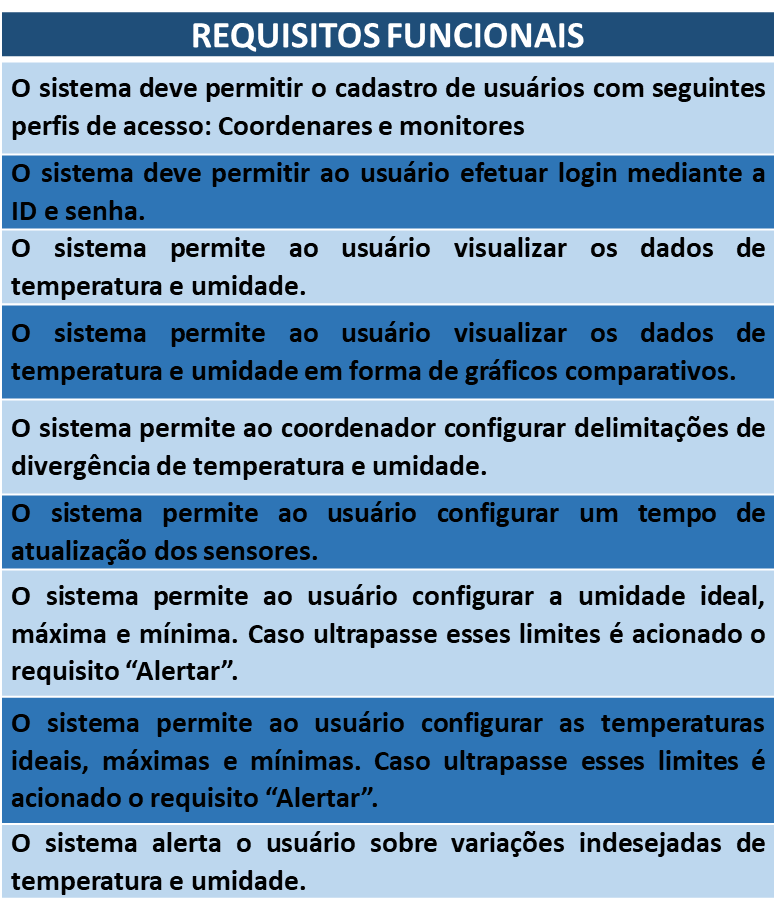 REQUISITOS FUNCIONAIS
O sistema deve permitir o cadastro de usuários com seguintes
perfis de acesso: Coordenares e monitores
O sistema deve permitir ao usuário efetuar login mediante a
ID e senha.
O sistema permite ao usuário visualizar os dados de
temperatura e umidade.
O sistema permite ao usuário visualizar os dados de
temperatura e umidade em forma de gráficos comparativos.
O sistema permite ao coordenador configurar delimitações de
divergência de temperatura e umidade.
O sistema permite ao usuário configurar um tempo de
atualização dos sensores.
O sistema permite ao usuário configurar a umidade ideal,
máxima e mínima. Caso ultrapasse esses limites é acionado o
requisito “Alertar”.
O sistema permite ao usuário configurar as temperaturas
ideais, máximas e mínimas. Caso ultrapasse esses limites é
acionado o requisito “Alertar”.
O sistema alerta o usuário sobre variações indesejadas de
temperatura e umidade.